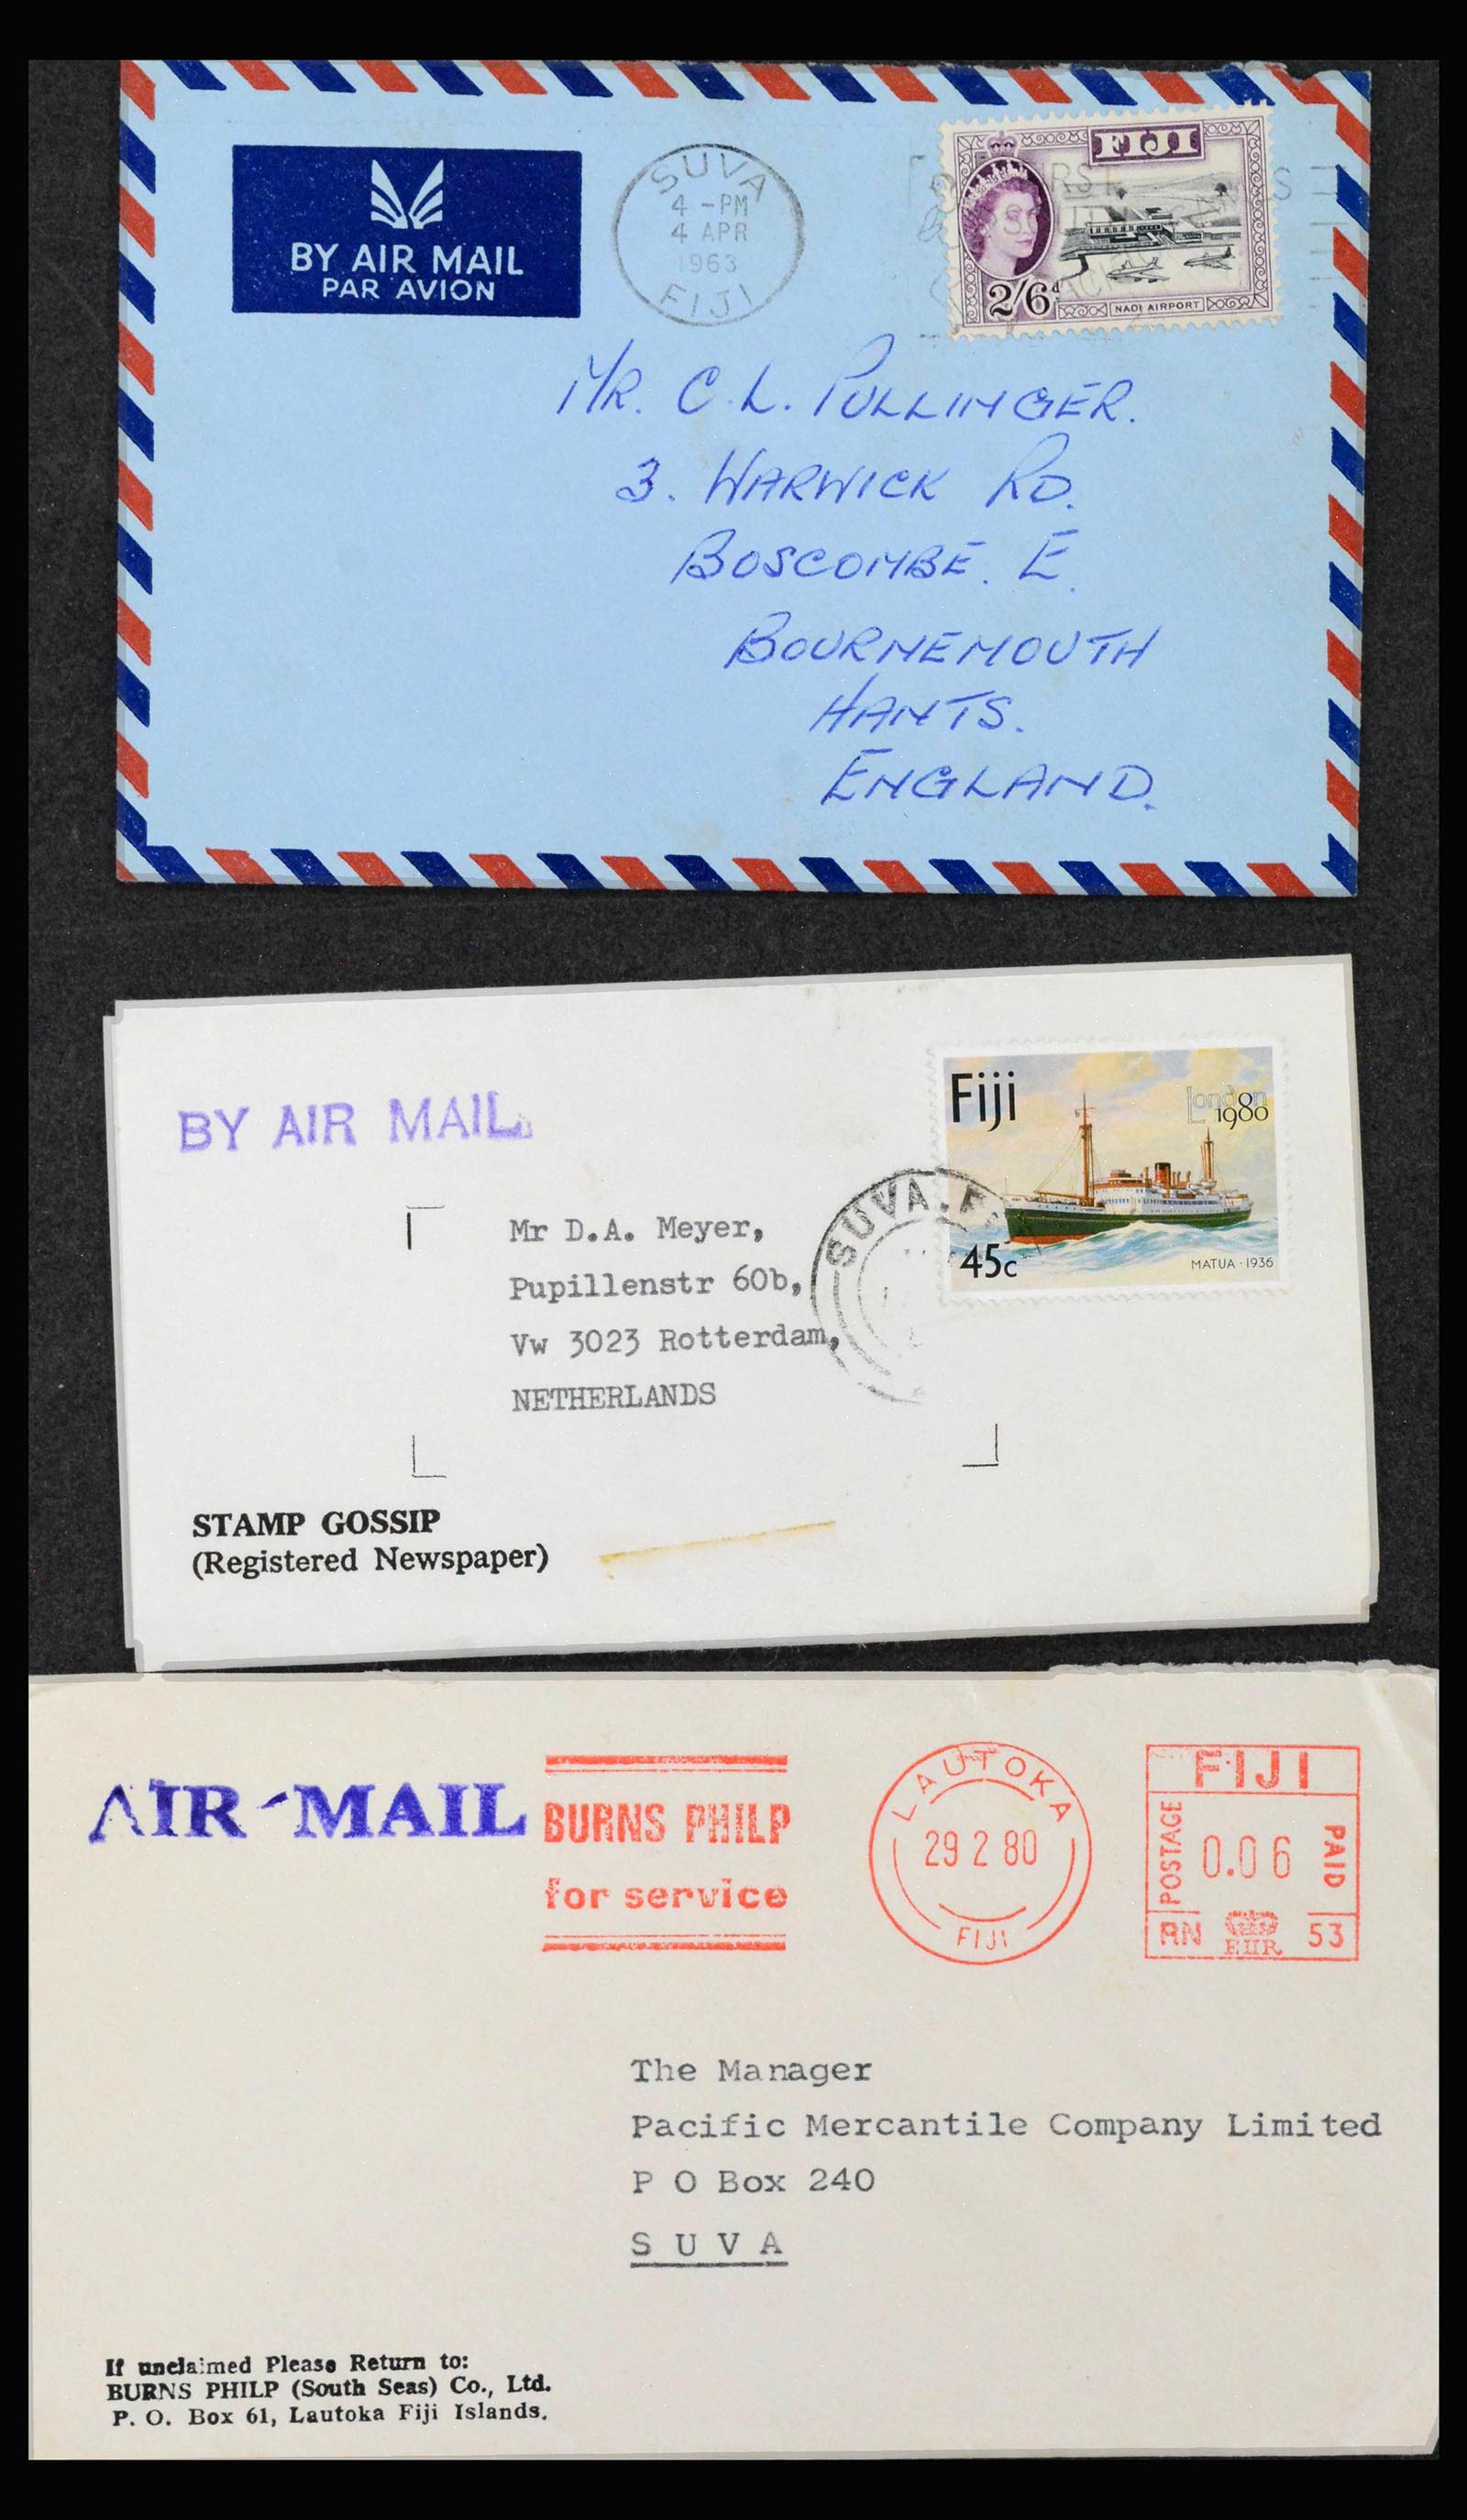 BY AIR MAIL
PAR AVION
SUVA
4 -PM
4 APR
1963
FIJI
FIJI
2/6d
NADI AIRPORT
MR. C. L. PULLINGER.
3. WARWICK RD.
BOSCOMBE. E.
BOURNEMOUTH
HANTS.
ENGLAND.
BY AIR MAIL
Fiji
London
1980
45c
MATUA · 1936
SUVA. F
Mr D.A. Meyer,
Pupillenstr 60b,
Vw 3023 Rotterdam,
NETHERLANDS
STAMP GOSSIP
(Registered Newspaper)
AIR-MAIL
BURNS PHILP
for service
LAUTOKA
29 2 80
FIJI
FIJI
POSTAGE
0.06
PAID
RN EIIR 53
The Manager
Pacific Mercantile Company Limited
P O Box 240
S U V A
If unclaimed Please Return to:
BURNS PHILP (South Seas) Co., Ltd.
P. O. Box 61, Lautoka Fiji Islands.